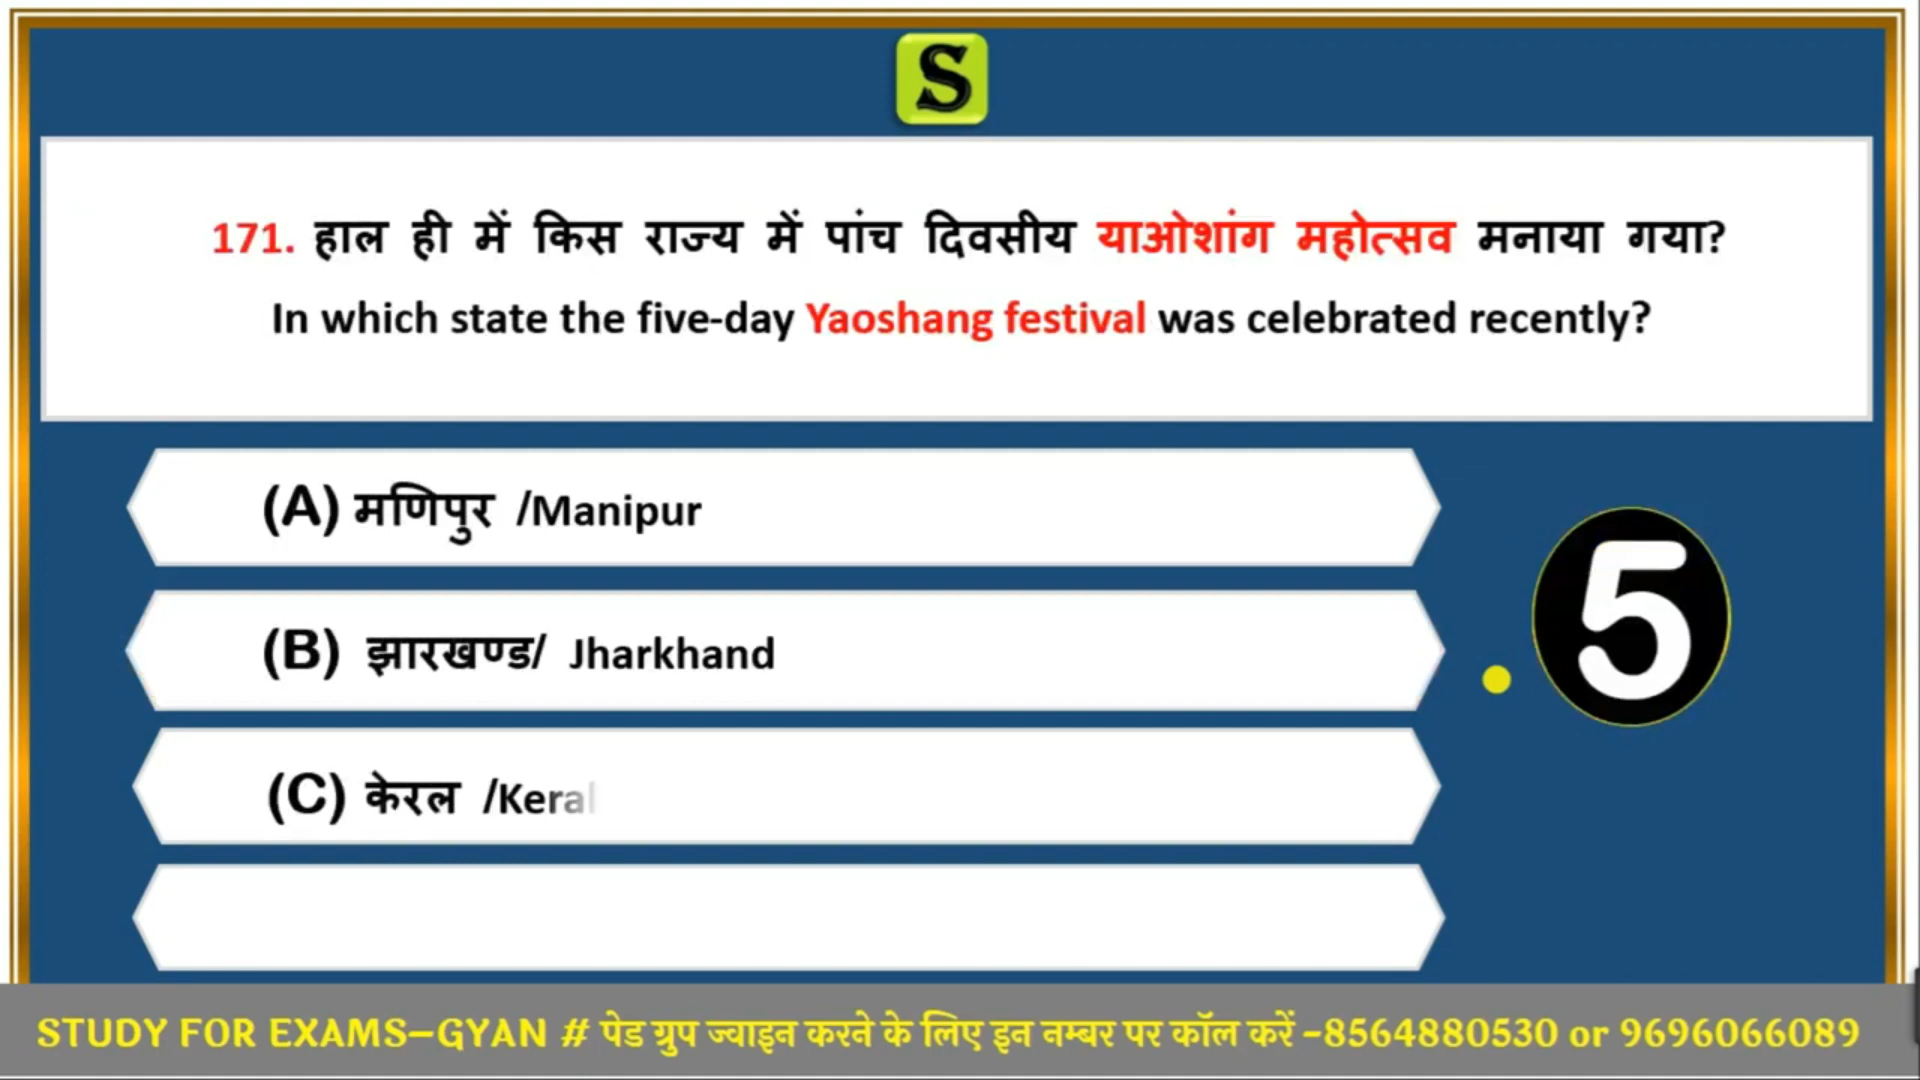 S
171. हाल ही में किस राज्य में पांच दिवसीय याओशांग महोत्सव मनाया गया?
In which state the five-day Yaoshang festival was celebrated recently?
(A) मणिपुर /Manipur
(B) झारखण्ड/ Jharkhand
5
(C) केरल /Keral
STUDY FOR EXAMS–GYAN # पेड ग्रुप ज्वाइन करने के लिए इन नम्बर पर कॉल करें –8564880530 or 9696066089